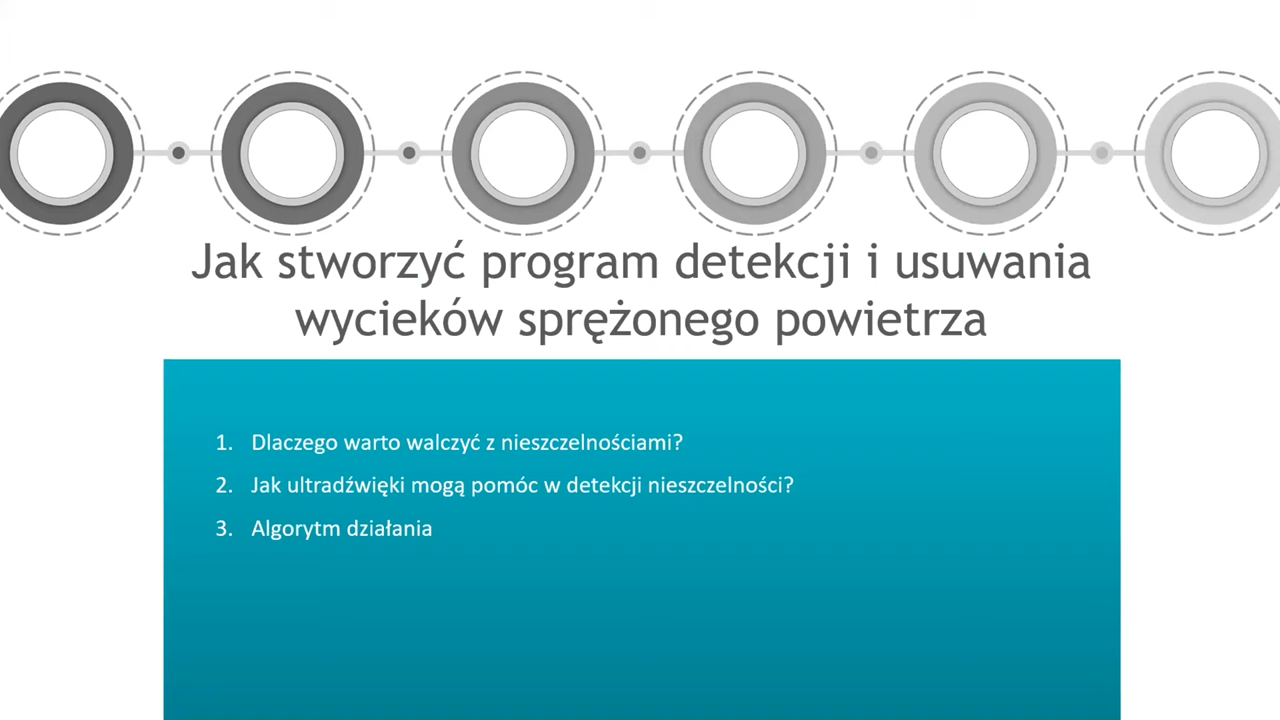 Jak stworzyć program detekcji i usuwania
wycieków sprężonego powietrza
1. Dlaczego warto walczyć z nieszczelnościami?
2. Jak ultradźwięki mogą pomóc w detekcji nieszczelności?
3. Algorytm działania